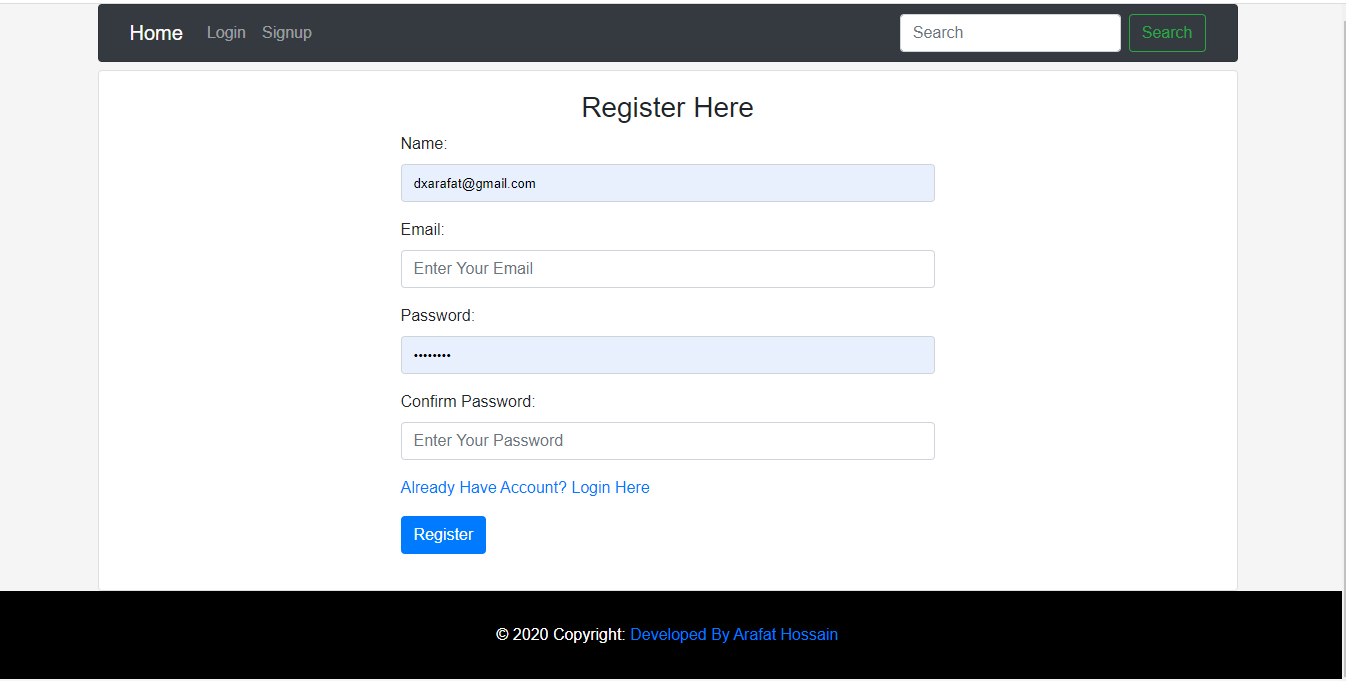 Home Login Signup Search Search
Register Here
Name:
dxarafat@gmail.com
Email:
Enter Your Email
Password:
••••••••
Confirm Password:
Enter Your Password
Already Have Account? Login Here
Register
© 2020 Copyright: Developed By Arafat Hossain